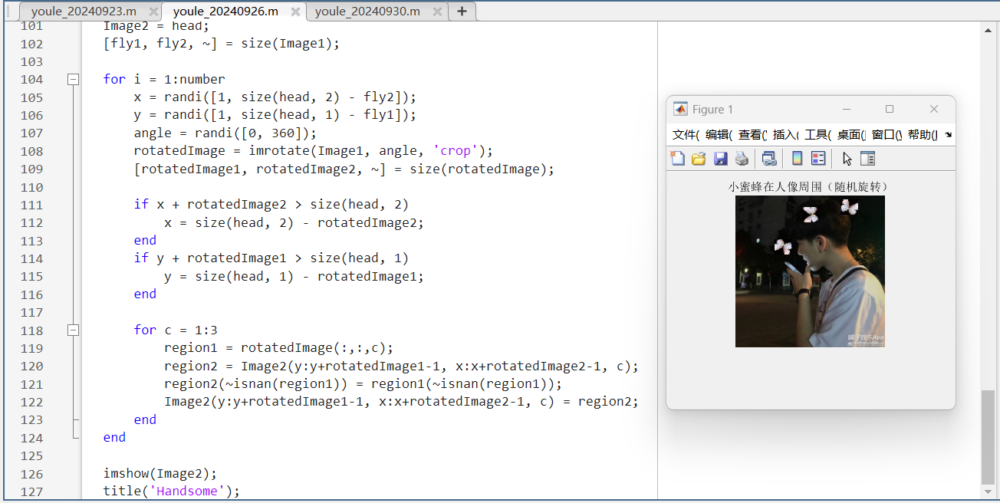 youle_20240923.m × youle_20240926.m × youle_20240930.m × +
101 Image2 = head;
102 [fly1, fly2, ~] = size(Image1);
103
104 for i = 1:number
105 x = randi([1, size(head, 2) - fly2]);
106 y = randi([1, size(head, 1) - fly1]);
107 angle = randi([0, 360]);
108 rotatedImage = imrotate(Image1, angle, 'crop');
109 [rotatedImage1, rotatedImage2, ~] = size(rotatedImage);
110
111 if x + rotatedImage2 > size(head, 2)
112 x = size(head, 2) - rotatedImage2;
113 end
114 if y + rotatedImage1 > size(head, 1)
115 y = size(head, 1) - rotatedImage1;
116 end
117
118 for c = 1:3
119 region1 = rotatedImage(:,:,c);
120 region2 = Image2(y:y+rotatedImage1-1, x:x+rotatedImage2-1, c);
121 region2(~isnan(region1)) = region1(~isnan(region1));
122 Image2(y:y+rotatedImage1-1, x:x+rotatedImage2-1, c) = region2;
123 end
124 end
125
126 imshow(Image2);
127 title('Handsome');
Figure 1
文件( 编辑( 查看( 插入( 工具( 桌面( 窗口( 帮助(
小蜜蜂在人像周围（随机旋转）
橘子娱乐App